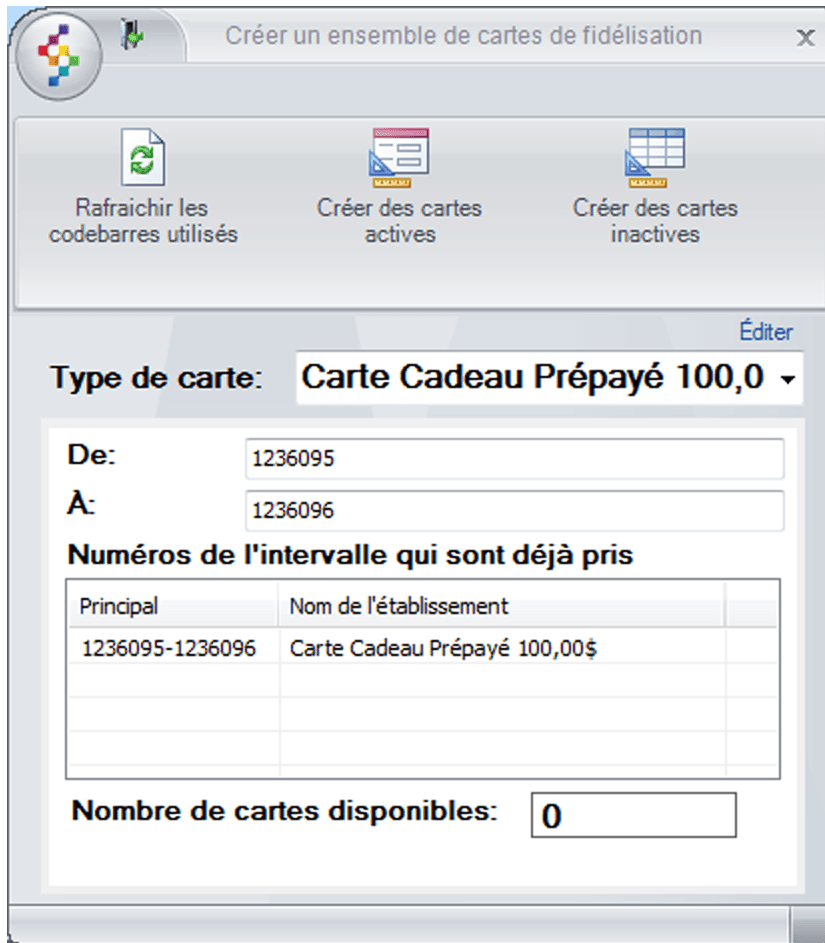 Créer un ensemble de cartes de fidélisation
Rafraichir les
codebarres utilisés
Créer des cartes
actives
Créer des cartes
inactives
Éditer
Type de carte: Carte Cadeau Prépayé 100,0
De: 1236095
À: 1236096
Numéros de l'intervalle qui sont déjà pris
Principal Nom de l'établissement
1236095-1236096 Carte Cadeau Prépayé 100,00$
Nombre de cartes disponibles: 0